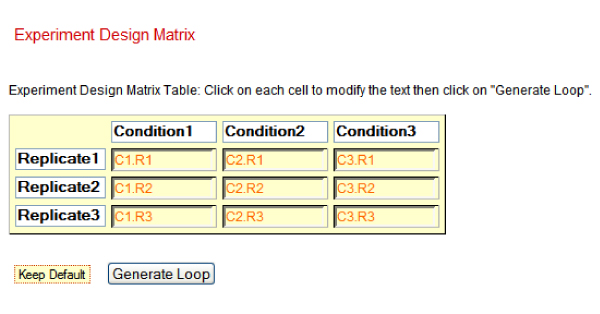 Experiment Design Matrix
Experiment Design Matrix Table: Click on each cell to modify the text then click on "Generate Loop".
Condition1 Condition2 Condition3
Replicate1 C1.R1 C2.R1 C3.R1
Replicate2 C1.R2 C2.R2 C3.R2
Replicate3 C1.R3 C2.R3 C3.R3
Keep Default Generate Loop